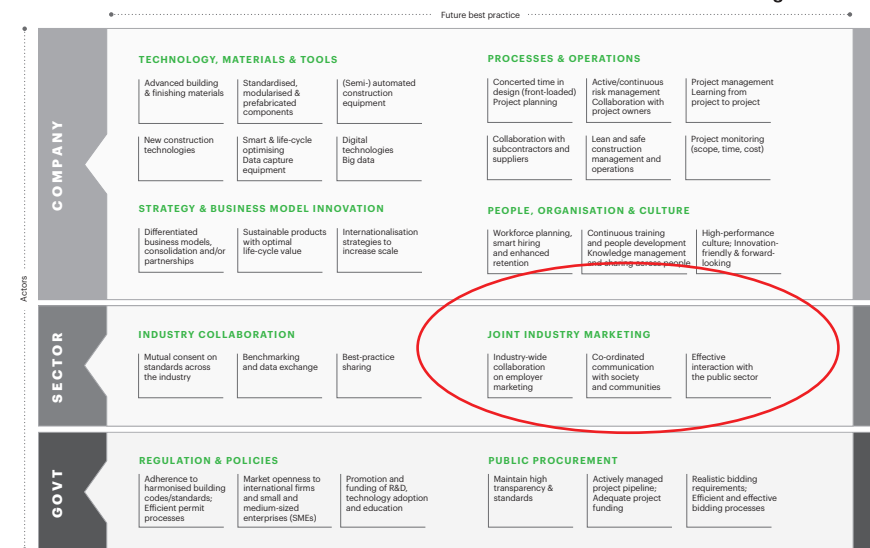 Future best practice
Actors
COMPANY
TECHNOLOGY, MATERIALS & TOOLS
Advanced building
& finishing materials
Standardised,
modularised &
prefabricated
components
(Semi-) automated
construction
equipment
New construction
technologies
Smart & life-cycle
optimising
Data capture
equipment
Digital
technologies
Big data
PROCESSES & OPERATIONS
Concerted time in
design (front-loaded)
Project planning
Active/continuous
risk management
Collaboration with
project owners
Project management
Learning from
project to project
Collaboration with
subcontractors and
suppliers
Lean and safe
construction
management and
operations
Project monitoring
(scope, time, cost)
STRATEGY & BUSINESS MODEL INNOVATION
Differentiated
business models,
consolidation and/or
partnerships
Sustainable products
with optimal
life-cycle value
Internationalisation
strategies to
increase scale
PEOPLE, ORGANISATION & CULTURE
Workforce planning,
smart hiring
and enhanced
retention
Continuous training
and people development
Knowledge management
and sharing across people
High-performance
culture; Innovation-
friendly & forward-
looking
SECTOR
INDUSTRY COLLABORATION
Mutual consent on
standards across
the industry
Benchmarking
and data exchange
Best-practice
sharing
JOINT INDUSTRY MARKETING
Industry-wide
collaboration
on employer
marketing
Co-ordinated
communication
with society
and communities
Effective
interaction with
the public sector
GOVT
REGULATION & POLICIES
Adherence to
harmonised building
codes/standards;
Efficient permit
processes
Market openness to
international firms
and small and
medium-sized
enterprises (SMEs)
Promotion and
funding of R&D,
technology adoption
and education
PUBLIC PROCUREMENT
Maintain high
transparency &
standards
Actively managed
project pipeline;
Adequate project
funding
Realistic bidding
requirements;
Efficient and effective
bidding processes